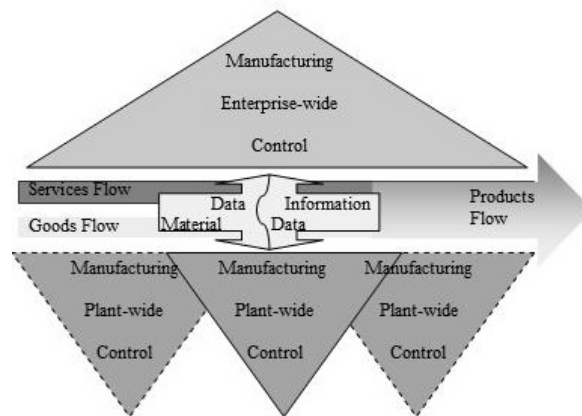 Manufacturing
Enterprise-wide
Control
Services Flow
Data
Information
Products
Flow
Goods Flow
Material
Data
Manufacturing
Manufacturing
Manufacturing
Plant-wide
Plant-wide
Plant-wide
Control
Control
Control